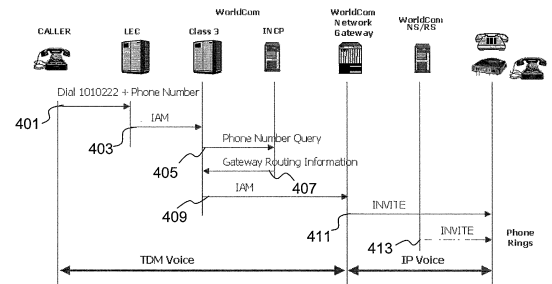 WorldCom
WorldCom
Network
Gateway
WorldCom
NS/RS
CALLER
LEC
Class 3
INCP
Dial 1010222 + Phone Number
401
IAM
403
Phone Number Query
405
Gateway Routing Information
407
IAM
409
INVITE
411
INVITE
413
Phone
Rings
TDM Voice
IP Voice